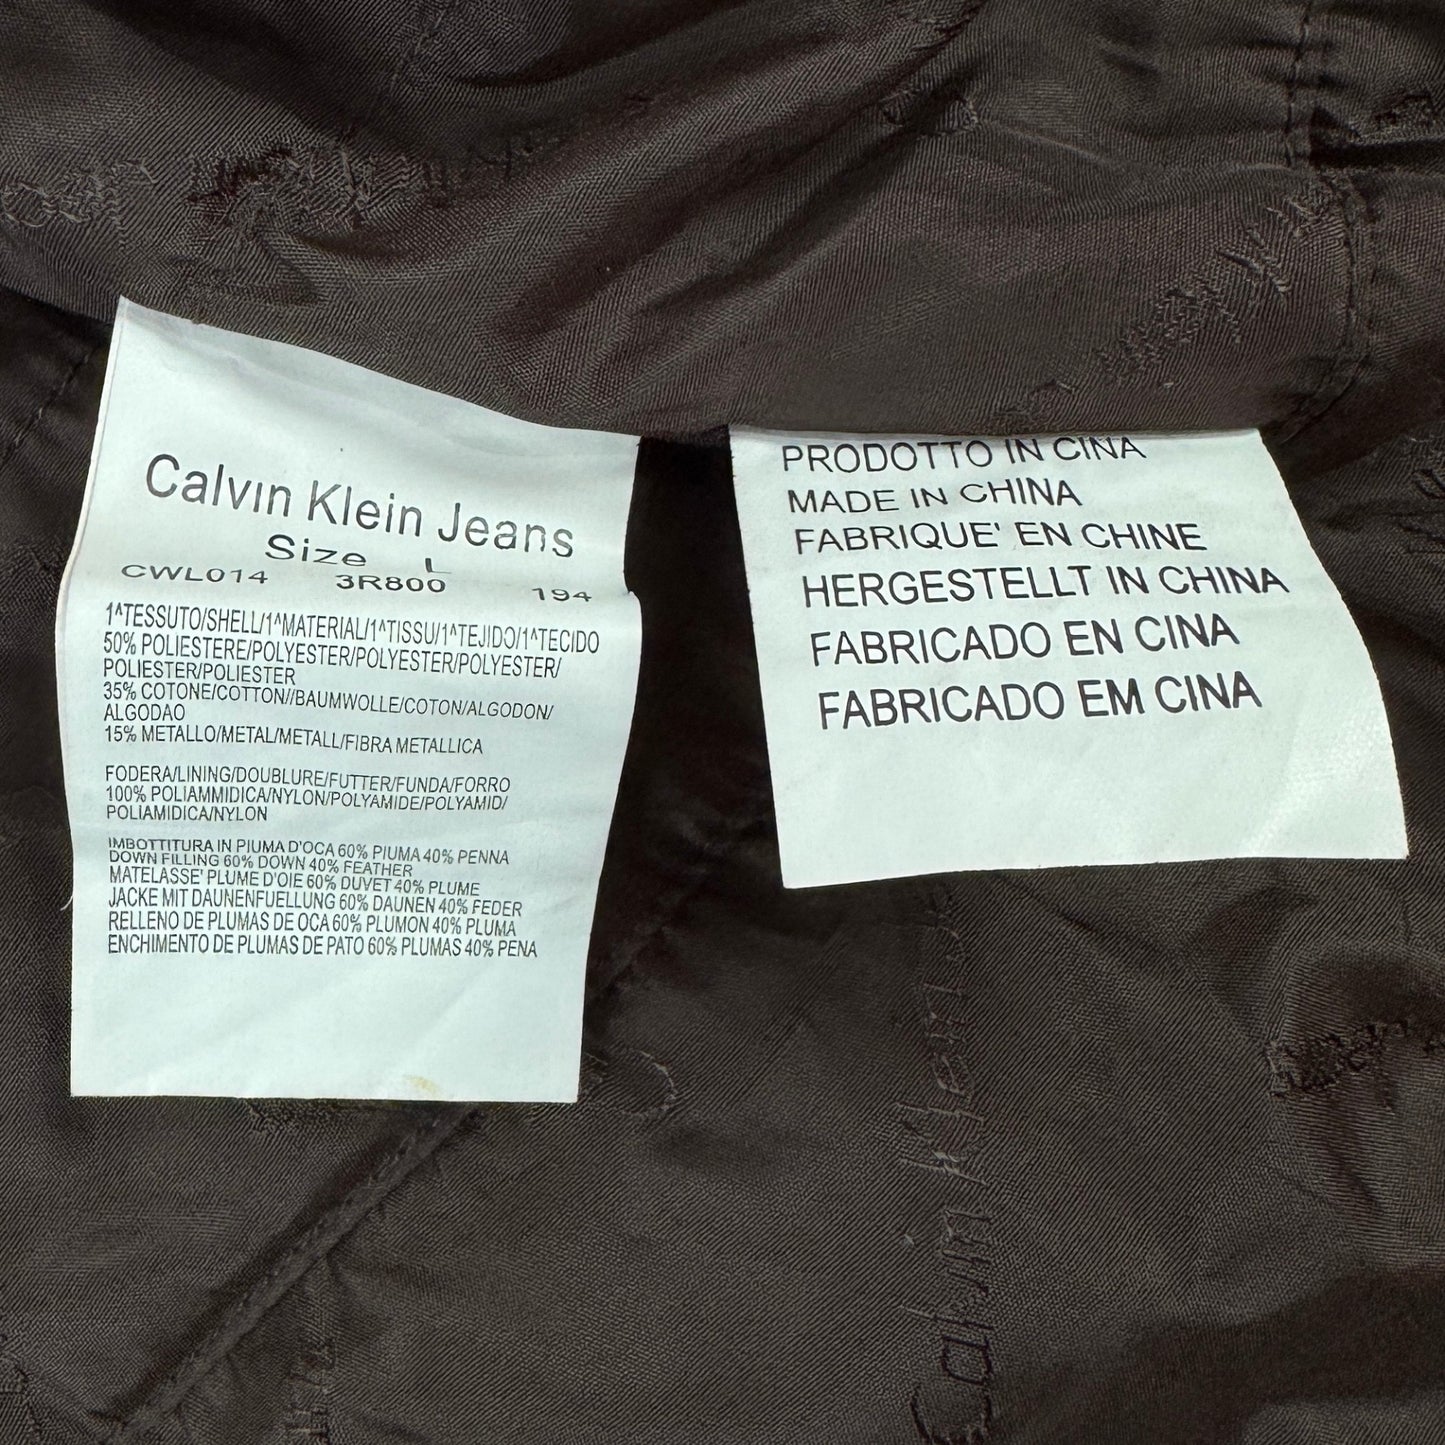 Calvin Klein Jeans
Size L
CWL014 3R800 194
1^TESSUTO/SHELL/1^MATERIAL/1^TISSU/1^TEJIDO/1^TECIDO
50% POLIESTERE/POLYESTER/POLYESTER/POLYESTER/
POLIESTER/POLIESTER
35% COTONE/COTTON//BAUMWOLLE/COTON/ALGODON/
ALGODAO
15% METALLO/METAL/METALL/FIBRA METALLICA
FODERA/LINING/DOUBLURE/FUTTER/FUNDA/FORRO
100% POLIAMMIDICA/NYLON/POLYAMIDE/POLYAMID/
POLIAMIDICA/NYLON
IMBOTTITURA IN PIUMA D'OCA 60% PIUMA 40% PENNA
DOWN FILLING 60% DOWN 40% FEATHER
MATELASSE' PLUME D'OIE 60% DUVET 40% PLUME
JACKE MIT DAUNENFUELLUNG 60% DAUNEN 40% FEDER
RELLENO DE PLUMAS DE OCA 60% PLUMON 40% PLUMA
ENCHIMENTO DE PLUMAS DE PATO 60% PLUMAS 40% PENA
PRODOTTO IN CINA
MADE IN CHINA
FABRIQUE' EN CHINE
HERGESTELLT IN CHINA
FABRICADO EN CINA
FABRICADO EM CINA
Calvin Klein